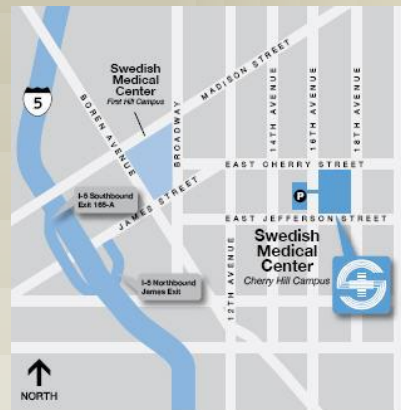 Swedish
Medical
Center
First Hill Campus
MADISON STREET
5
BOREN AVENUE
BROADWAY
14TH AVENUE
16TH AVENUE
18TH AVENUE
EAST CHERRY STREET
I-5 Southbound
Exit 165-A
JAMES STREET
P
EAST JEFFERSON STREET
Swedish
Medical
Center
Cherry Hill Campus
I-5 Northbound
James Exit
12TH AVENUE
NORTH